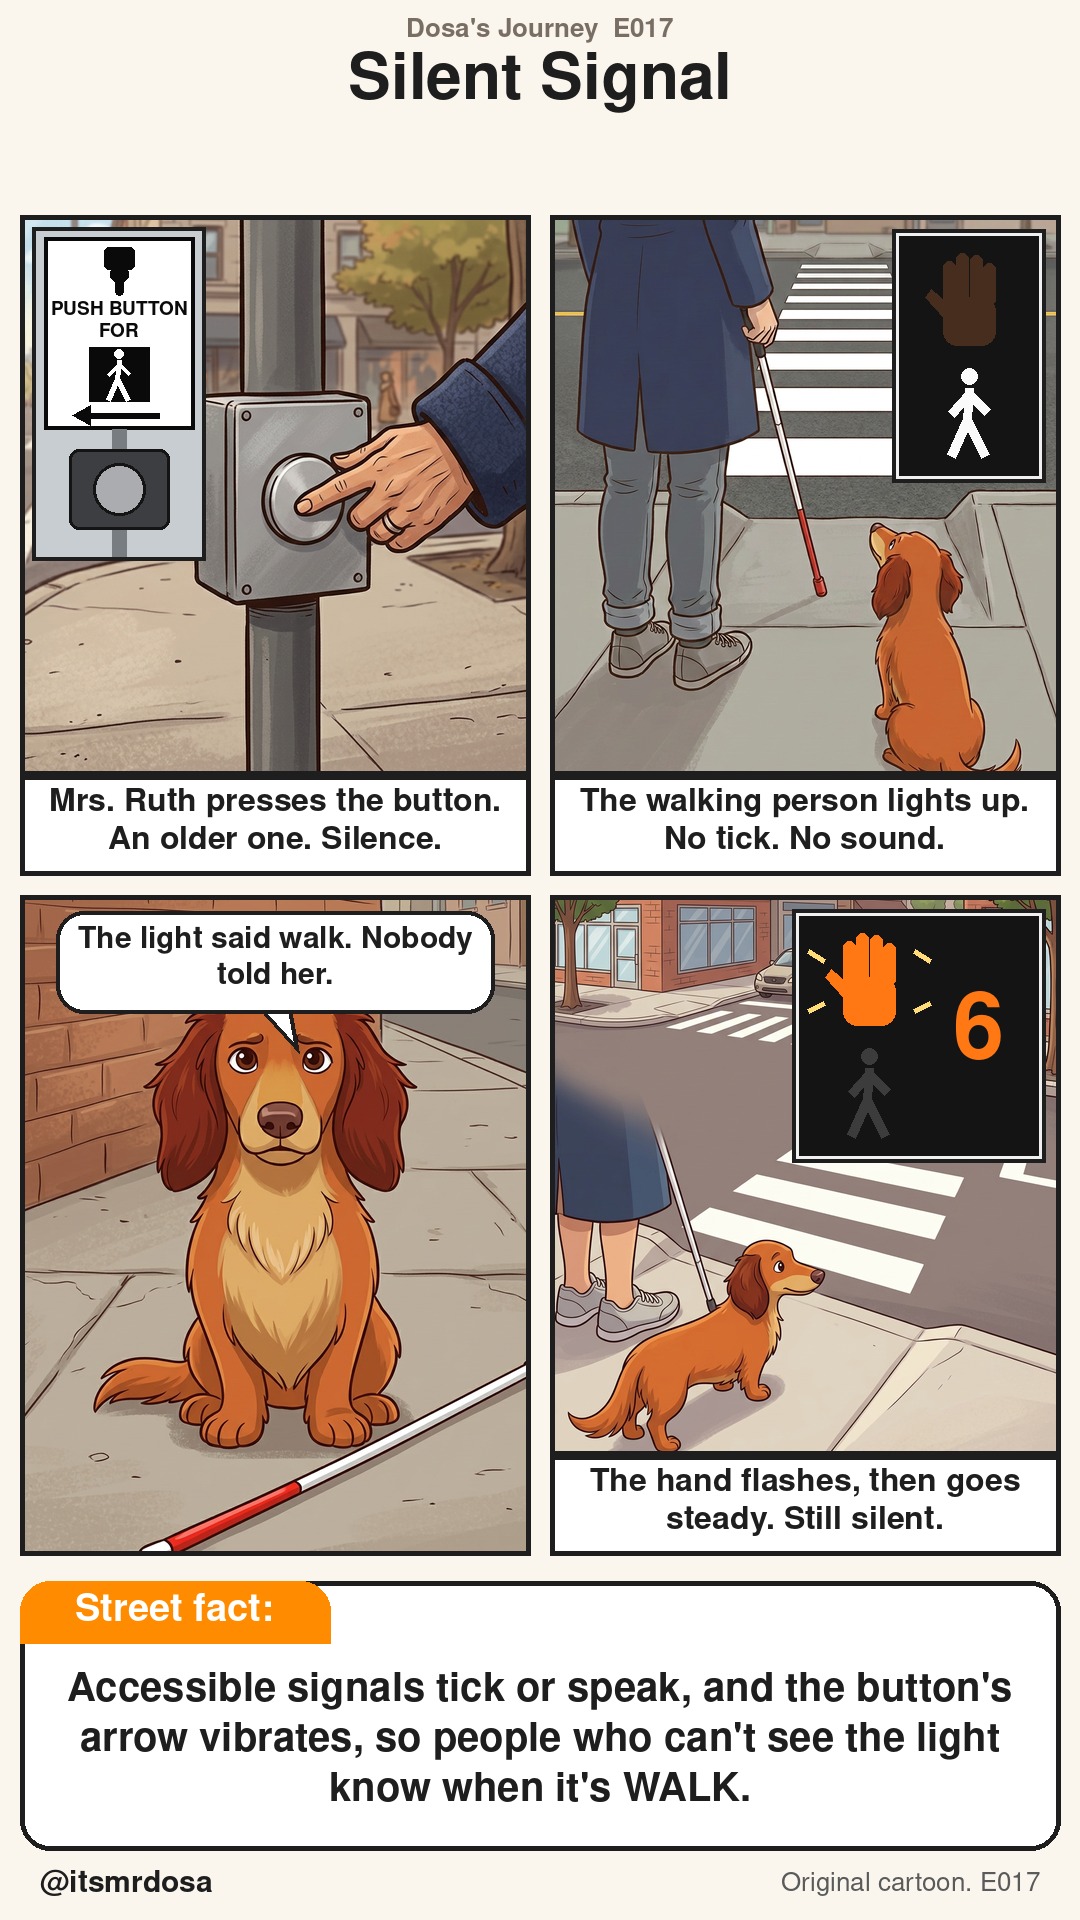 Dosa's Journey  E017
Silent Signal
PUSH BUTTON
FOR
Mrs. Ruth presses the button.
An older one. Silence.
The walking person lights up.
No tick. No sound.
The light said walk. Nobody
told her.
6
The hand flashes, then goes
steady. Still silent.
Street fact:
Accessible signals tick or speak, and the button's
arrow vibrates, so people who can't see the light
know when it's WALK.
@itsmrdosa
Original cartoon. E017